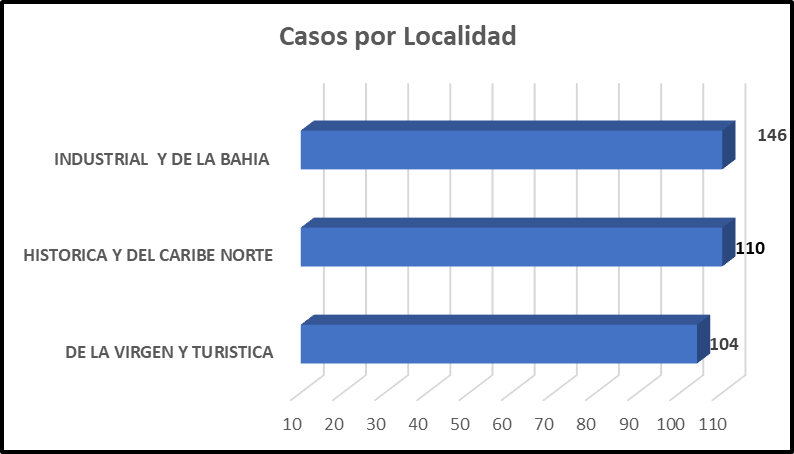 Casos por Localidad
INDUSTRIAL  Y DE LA BAHIA
146
HISTORICA Y DEL CARIBE NORTE
110
DE LA VIRGEN Y TURISTICA
104
10 20 30 40 50 60 70 80 90 100 110